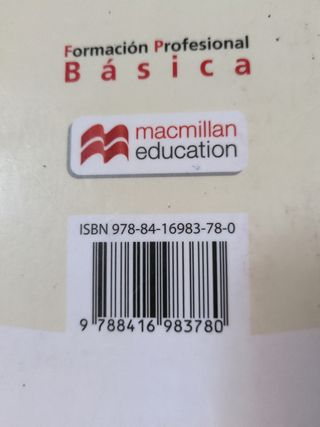 Formación Profesional
Básica
macmillan
education
ISBN 978-84-16983-78-0
9 788416 983780